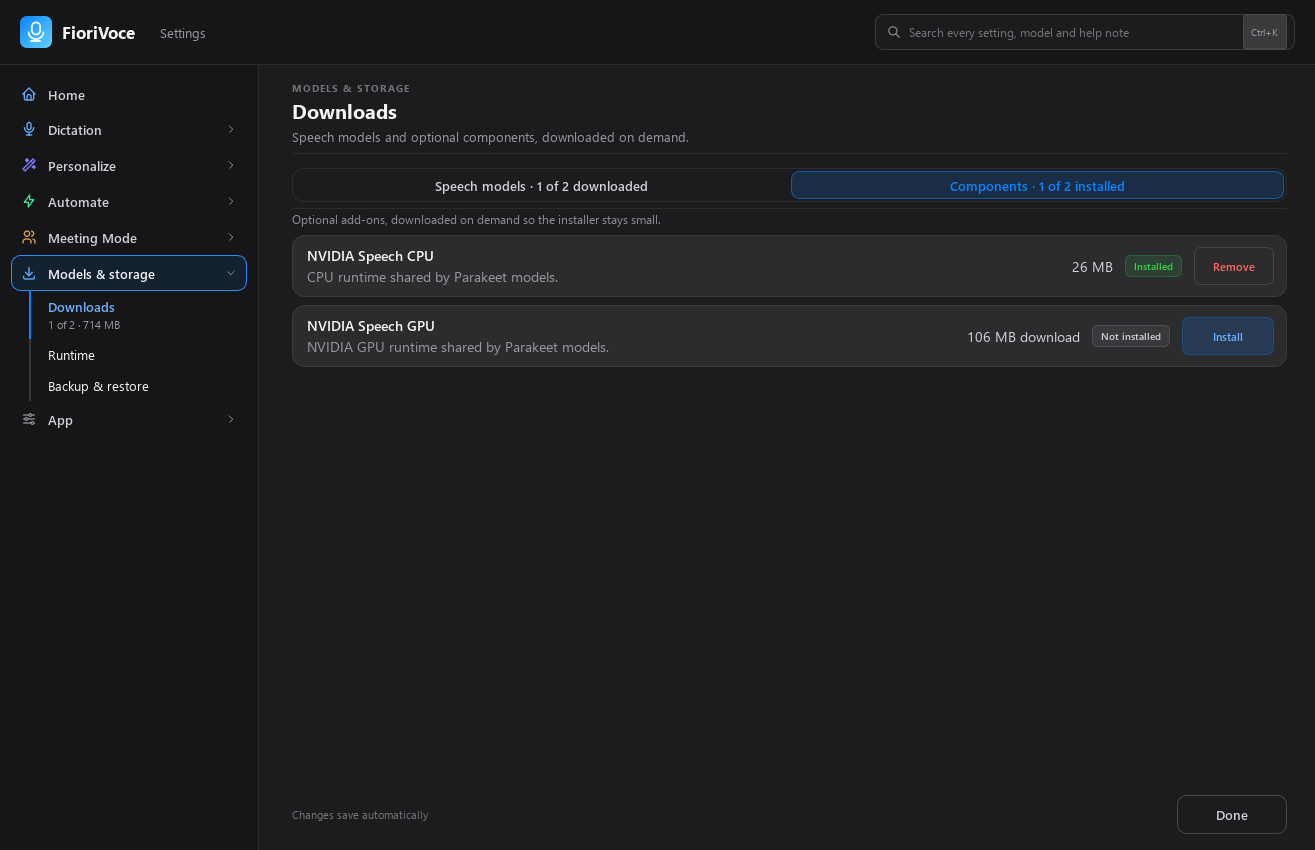 FioriVoce
Settings
Search every setting, model and help note
Ctrl+K
Home
Dictation
Personalize
Automate
Meeting Mode
Models & storage
Downloads
1 of 2 · 714 MB
Runtime
Backup & restore
App
MODELS & STORAGE
Downloads
Speech models and optional components, downloaded on demand.
Speech models · 1 of 2 downloaded
Components · 1 of 2 installed
Optional add-ons, downloaded on demand so the installer stays small.
NVIDIA Speech CPU
CPU runtime shared by Parakeet models.
26 MB
Installed
Remove
NVIDIA Speech GPU
NVIDIA GPU runtime shared by Parakeet models.
106 MB download
Not installed
Install
Changes save automatically
Done